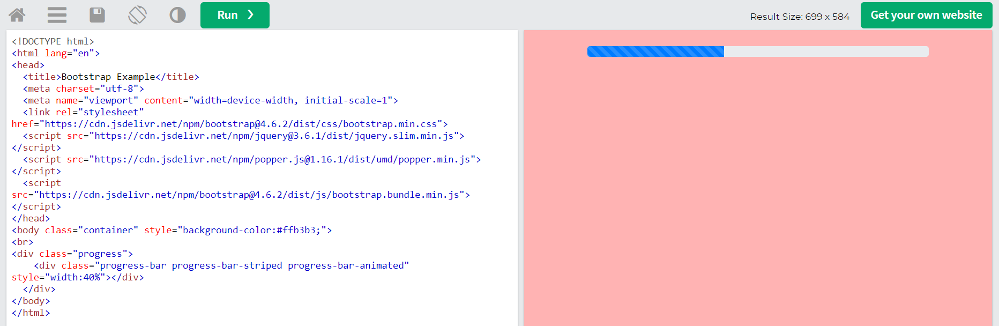 Run ❯
Result Size: 699 x 584
Get your own website
<!DOCTYPE html>
<html lang="en">
<head>
  <title>Bootstrap Example</title>
  <meta charset="utf-8">
  <meta name="viewport" content="width=device-width, initial-scale=1">
  <link rel="stylesheet"
href="https://cdn.jsdelivr.net/npm/bootstrap@4.6.2/dist/css/bootstrap.min.css">
  <script src="https://cdn.jsdelivr.net/npm/jquery@3.6.1/dist/jquery.slim.min.js">
</script>
  <script src="https://cdn.jsdelivr.net/npm/popper.js@1.16.1/dist/umd/popper.min.js">
</script>
  <script
src="https://cdn.jsdelivr.net/npm/bootstrap@4.6.2/dist/js/bootstrap.bundle.min.js">
</script>
</head>
<body class="container" style="background-color:#ffb3b3;">
<br>
<div class="progress">
    <div class="progress-bar progress-bar-striped progress-bar-animated"
style="width:40%"></div>
  </div>
</body>
</html>